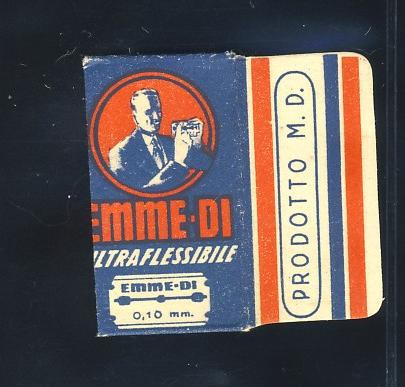 EMME-DI
ULTRAFLESSIBILE
EMME-DI
0,10 mm.
PRODOTTO M.D.